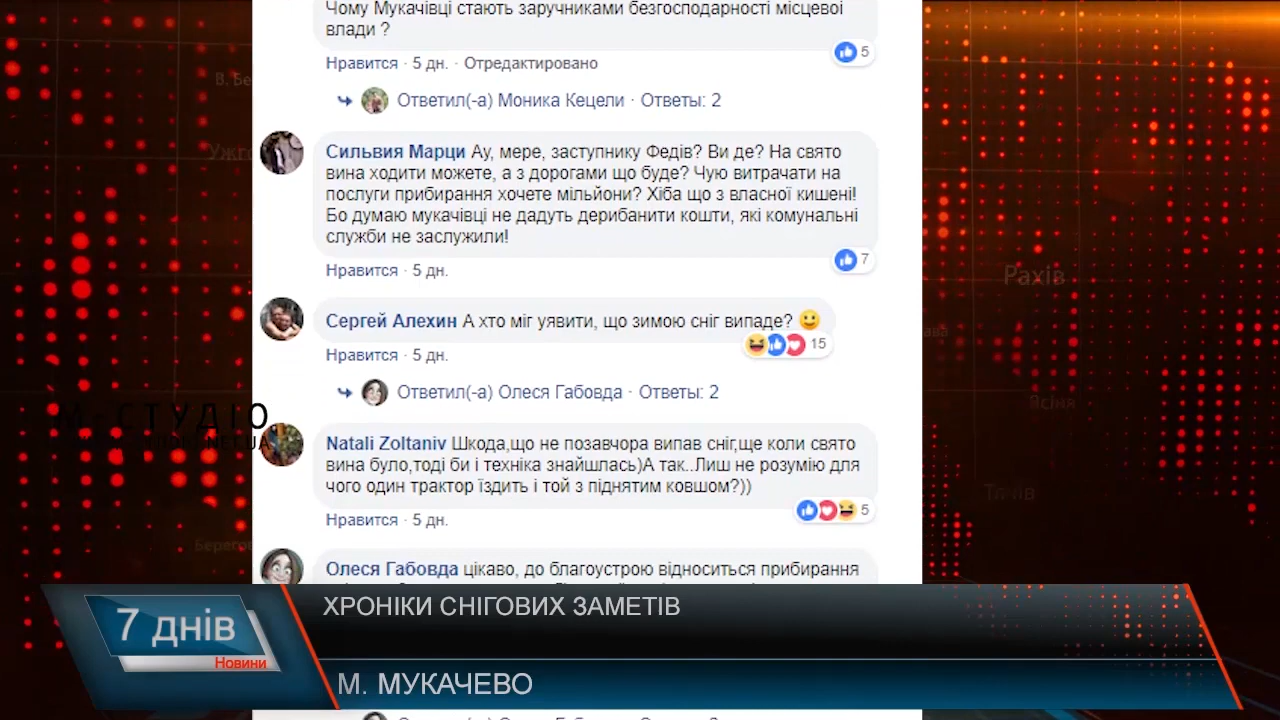 Чому Мукачівці стають заручниками безгосподарності місцевої
влади ?
5
Нравится · 5 дн. · Отредактировано
Ответил(-а) Моника Кецели · Ответы: 2
Сильвия Марци Ау, мере, заступнику Федів? Ви де? На свято
вина ходити можете, а з дорогами що буде? Чую витрачати на
послуги прибирання хочете мільйони? Хіба що з власної кишені!
Бо думаю мукачівці не дадуть дерибанити кошти, які комунальні
служби не заслужили!
7
Нравится · 5 дн.
Сергей Алехин А хто міг уявити, що зимою сніг випаде? 🙂
15
Нравится · 5 дн.
Ответил(-а) Олеся Габовда · Ответы: 2
Natali Zoltaniv Шкода,що не позавчора випав сніг,ще коли свято
вина було,тоді би і техніка знайшлась)А так..Лиш не розумію для
чого один трактор їздить і той з піднятим ковшом?))
5
Нравится · 5 дн.
Олеся Габовда цікаво, до благоустрою відноситься прибирання
М-СТУДІО
Рахів
Ясіня
Тячів
Берегов
7 днів
Новини
ХРОНІКИ СНІГОВИХ ЗАМЕТІВ
М. МУКАЧЕВО